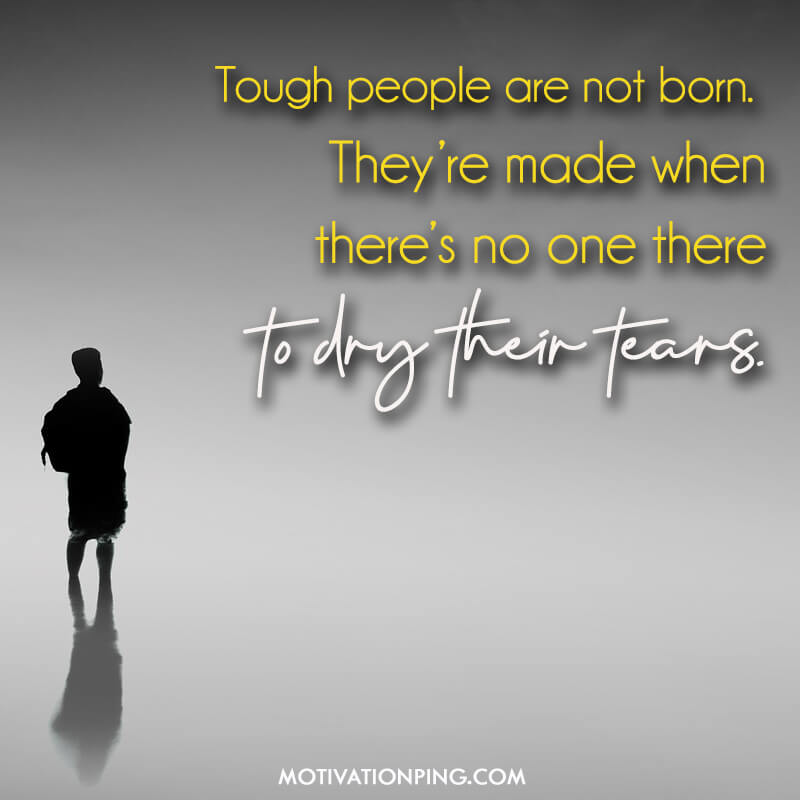 Tough people are not born.
They're made when
there's no one there
to dry their tears.
MOTIVATIONPING.COM